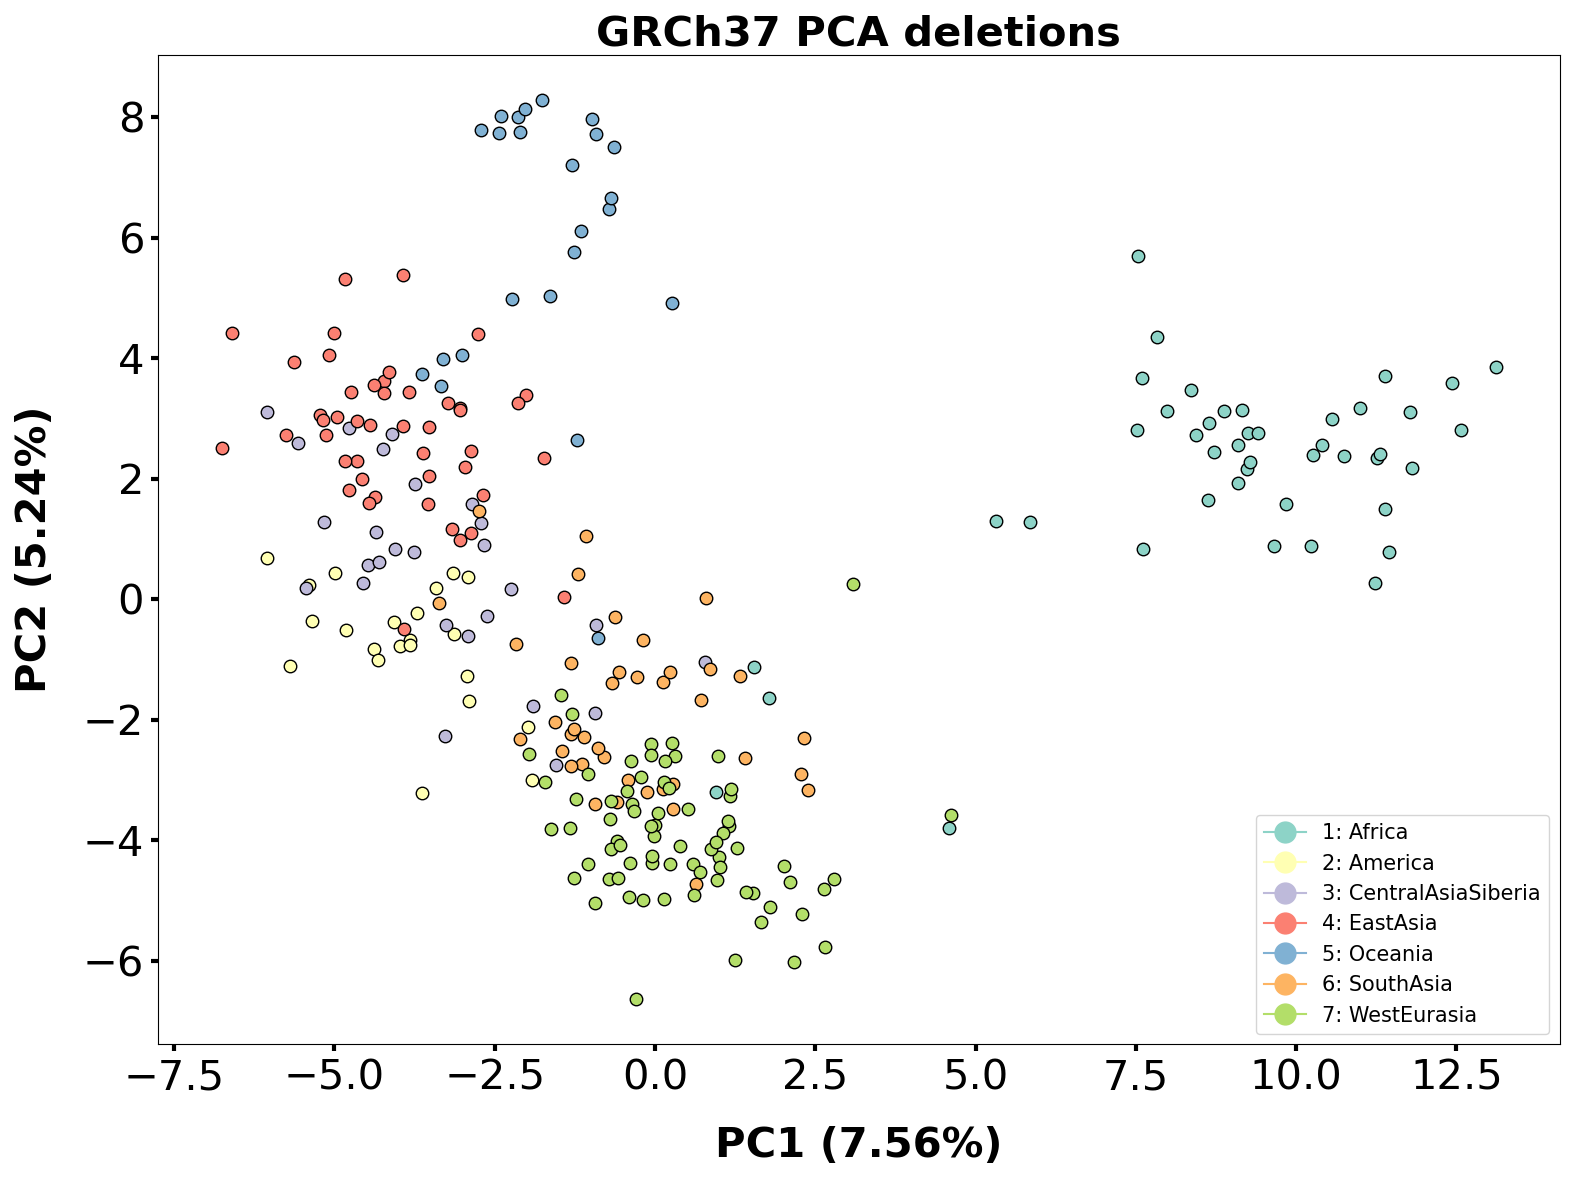 GRCh37 PCA deletions
PC2 (5.24%)
8
6
4
2
0
−2
−4
−6
1: Africa
2: America
3: CentralAsiaSiberia
4: EastAsia
5: Oceania
6: SouthAsia
7: WestEurasia
−7.5 −5.0 −2.5 0.0 2.5 5.0 7.5 10.0 12.5
PC1 (7.56%)